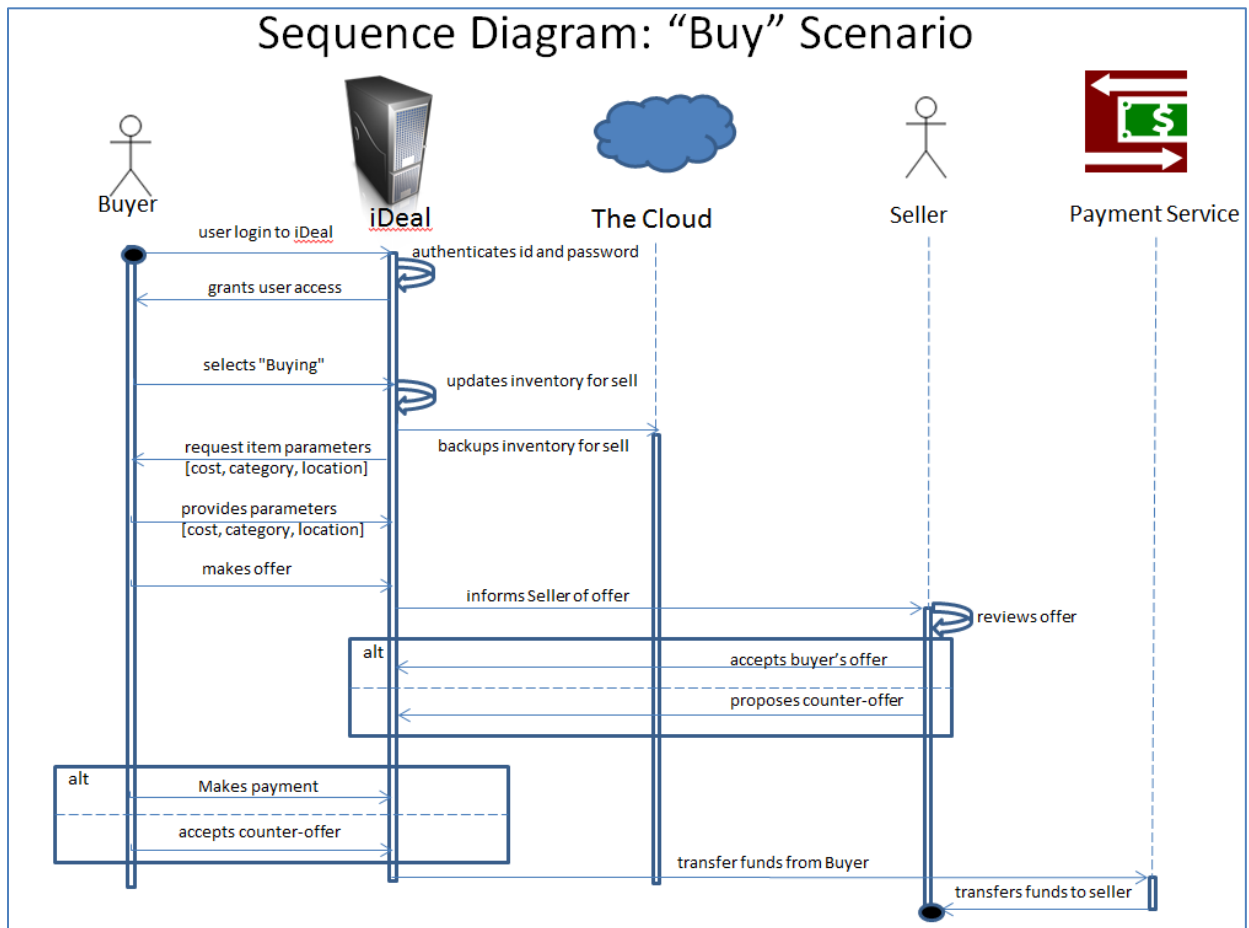 Sequence Diagram: “Buy” Scenario
$
Buyer
iDeal
The Cloud
Seller
Payment Service
user login to iDeal
authenticates id and password
grants user access
selects "Buying"
updates inventory for sell
backups inventory for sell
request item parameters
[cost, category, location]
provides parameters
[cost, category, location]
makes offer
informs Seller of offer
reviews offer
alt
accepts buyer’s offer
proposes counter-offer
alt
Makes payment
accepts counter-offer
transfer funds from Buyer
transfers funds to seller